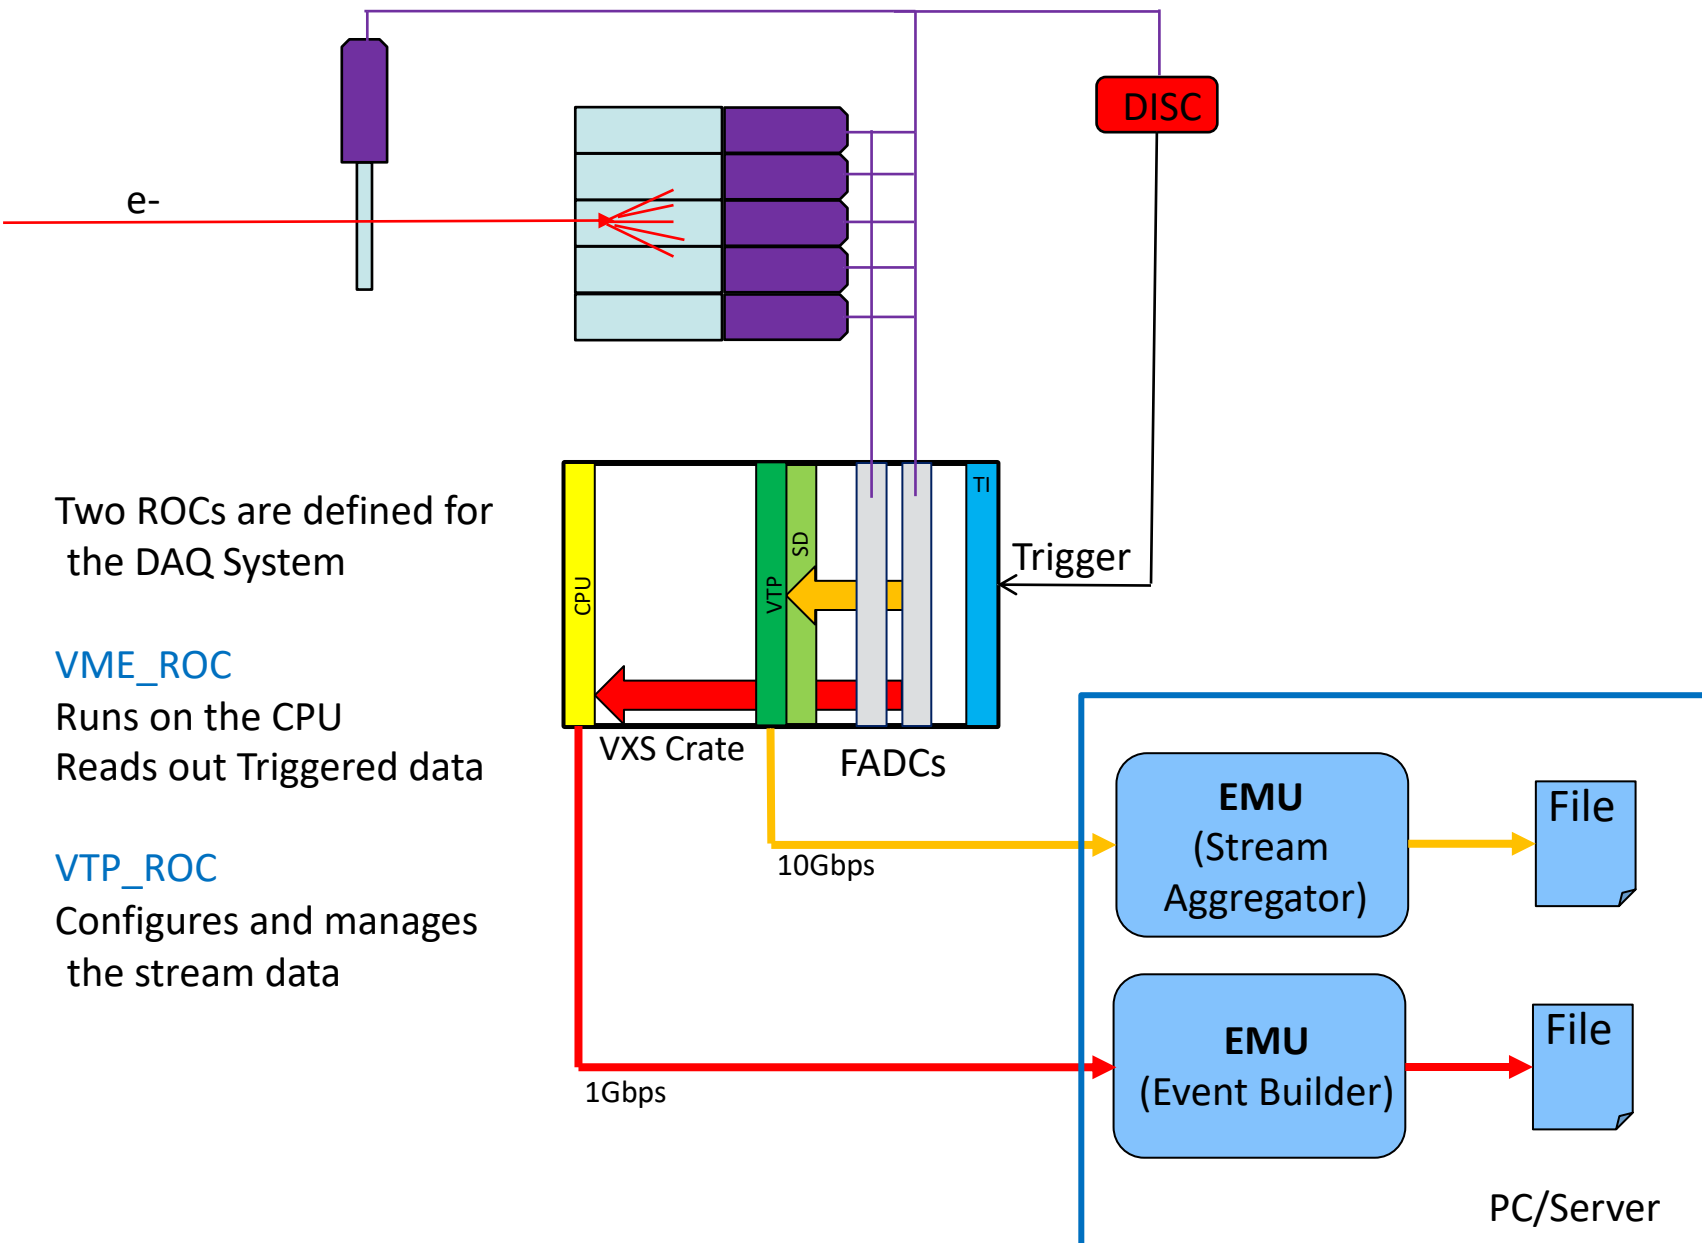 e-
DISC
Two ROCs are defined for
the DAQ System
VME_ROC
Runs on the CPU
Reads out Triggered data
VTP_ROC
Configures and manages
the stream data
CPU
VTP
SD
TI
Trigger
VXS Crate
FADCs
10Gbps
1Gbps
EMU
(Stream
Aggregator)
File
EMU
(Event Builder)
File
PC/Server